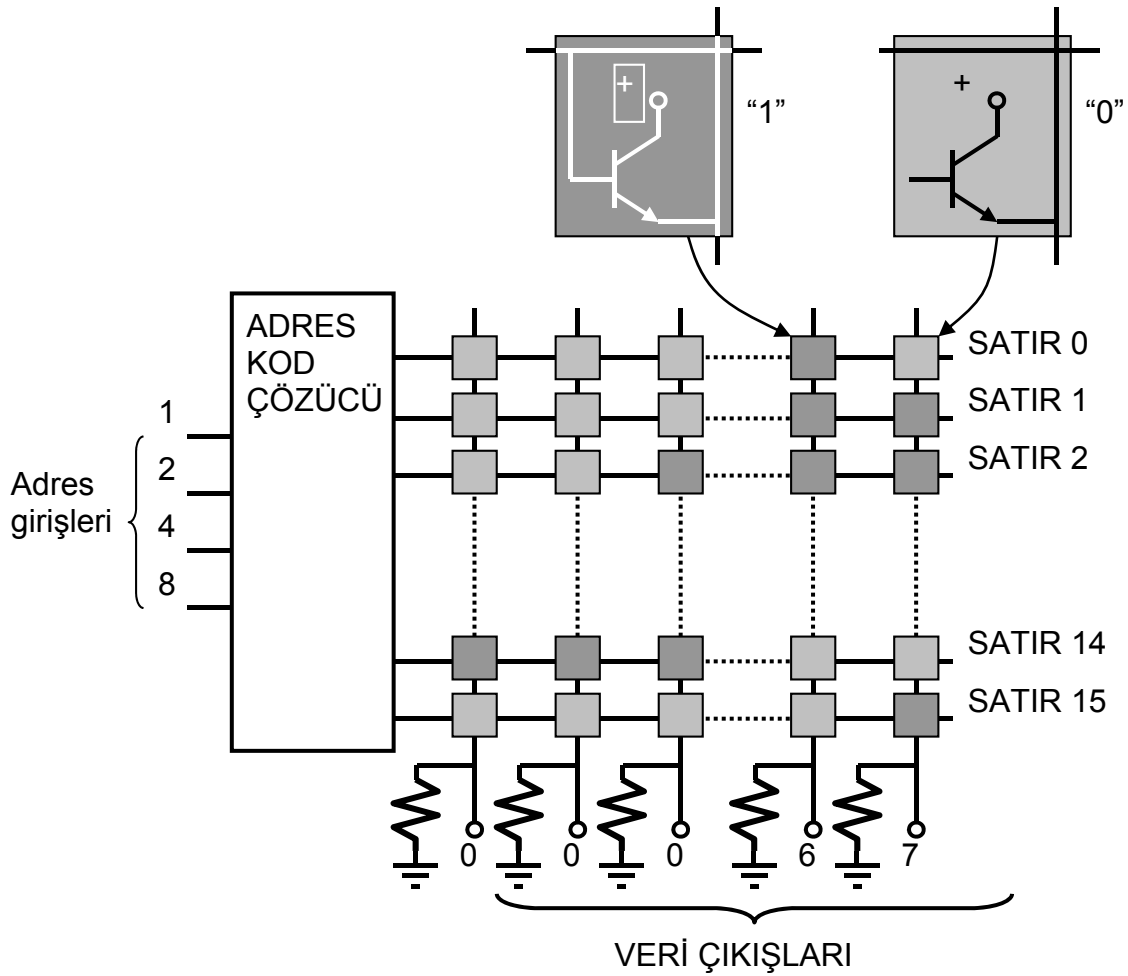 +
“1”
+
“0”
ADRES
KOD
ÇÖZÜCÜ
SATIR 0
SATIR 1
SATIR 2
1
2
4
8
Adres
girişleri
SATIR 14
SATIR 15
0
0
0
6
7
VERİ ÇIKIŞLARI